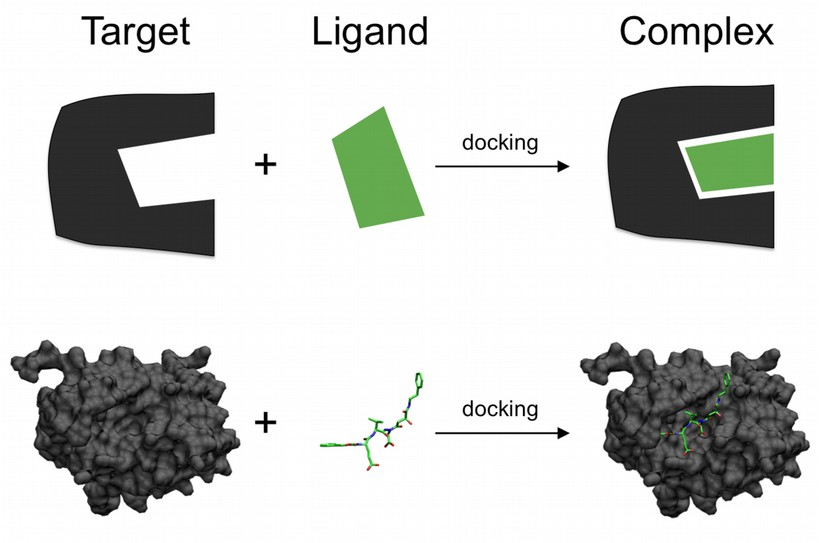 Target Ligand Complex
+ docking
+ docking